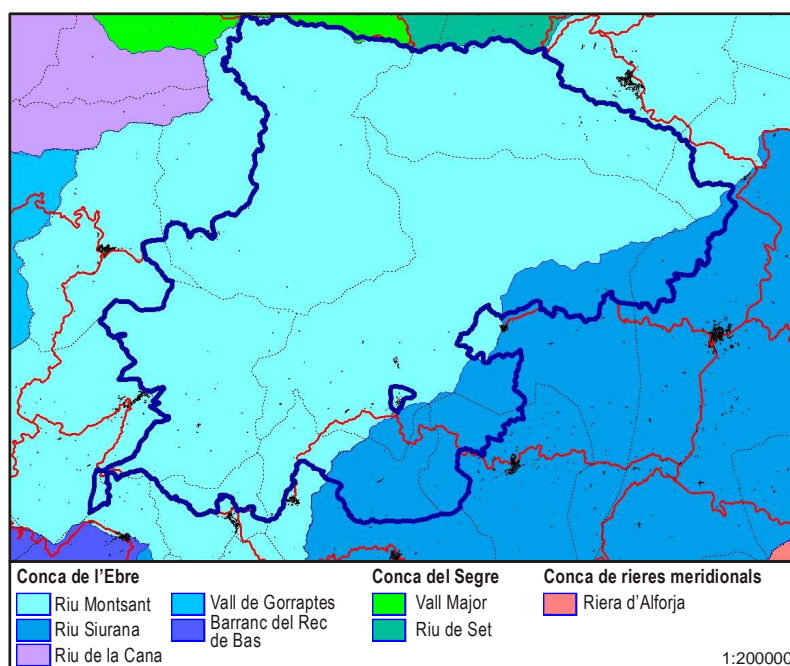 Conca de l'Ebre
Riu Montsant
Riu Siurana
Riu de la Cana
Vall de Gorraptes
Barranc del Rec
de Bas
Conca del Segre
Vall Major
Riu de Set
Conca de rieres meridionals
Riera d'Alforja
1:200000